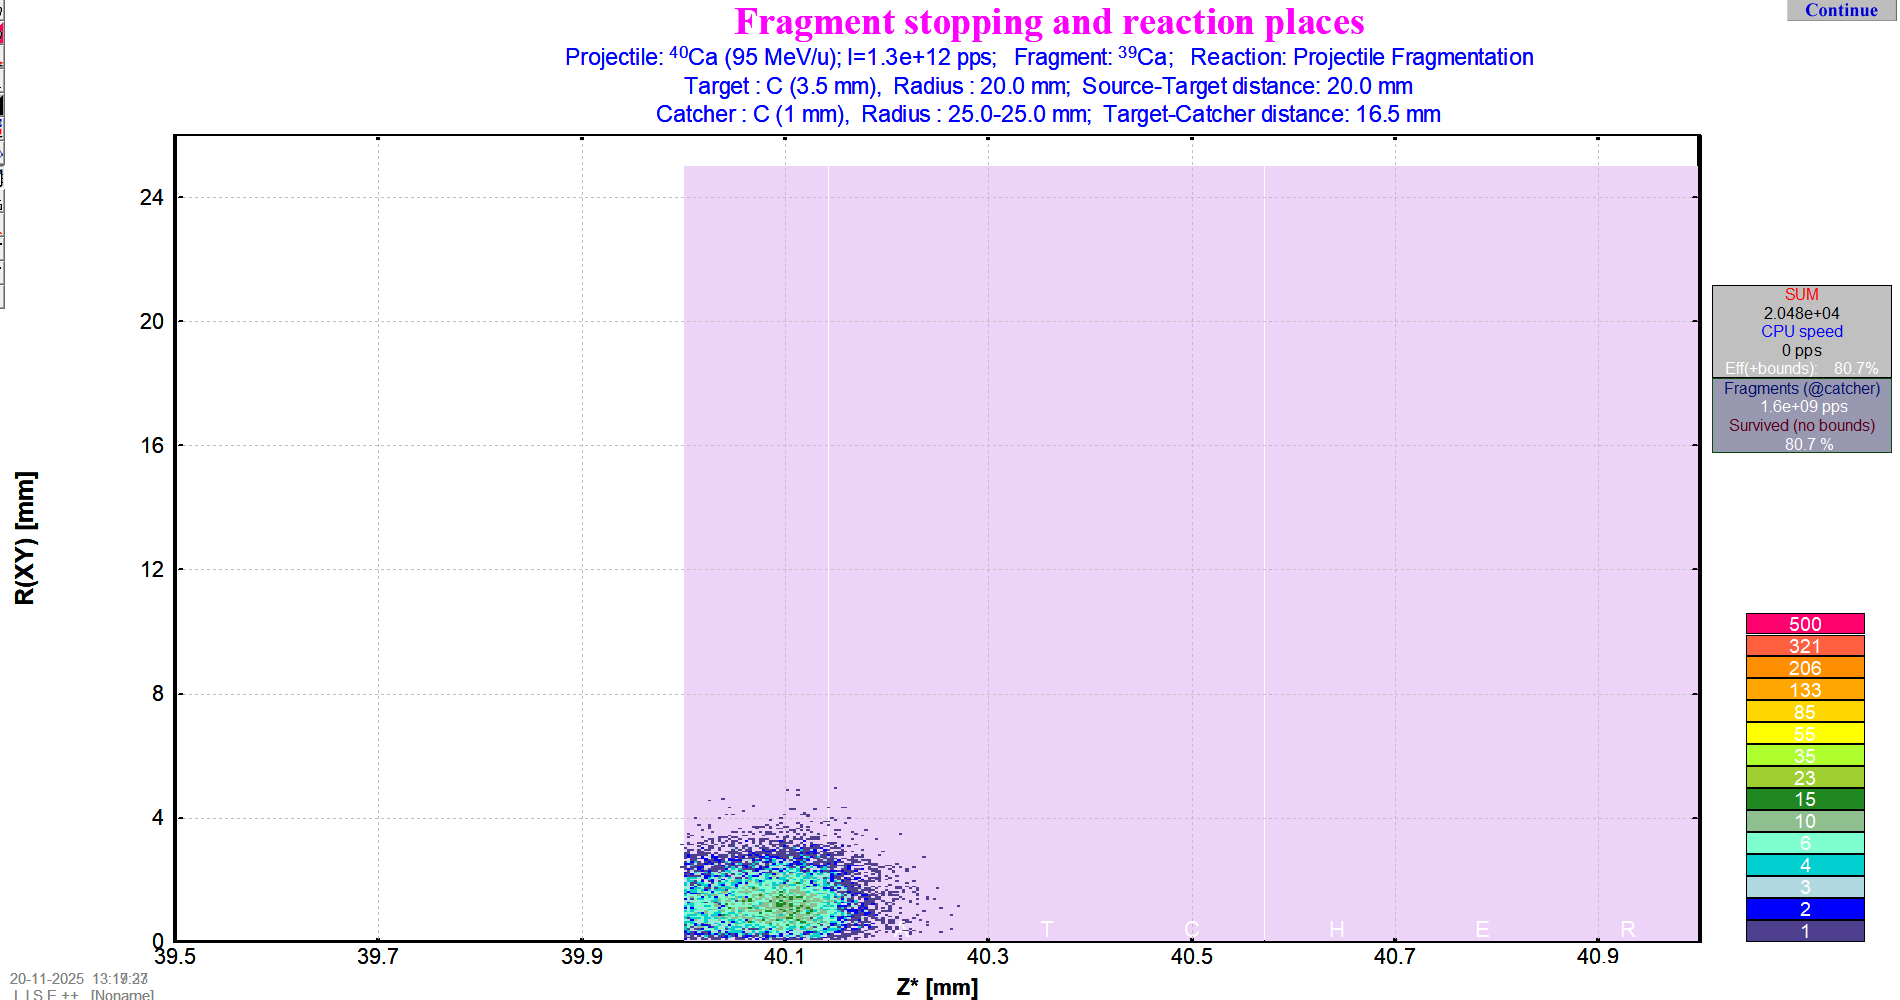 Continue
Fragment stopping and reaction places
Projectile: ⁴⁰Ca (95 MeV/u); I=1.3e+12 pps; Fragment: ³⁹Ca; Reaction: Projectile Fragmentation
Target : C (3.5 mm), Radius : 20.0 mm; Source-Target distance: 20.0 mm
Catcher : C (1 mm), Radius : 25.0-25.0 mm; Target-Catcher distance: 16.5 mm
24
20
16
12
8
4
0
R(XY) [mm]
T C H E R
39.5 39.7 39.9 40.1 40.3 40.5 40.7 40.9
Z* [mm]
SUM
2.048e+04
CPU speed
0 pps
Eff(+bounds): 80.7%
Fragments (@catcher)
1.6e+09 pps
Survived (no bounds)
80.7 %
500
321
206
133
85
55
35
23
15
10
6
4
3
2
1
20-11-2025
L I S E ++ [Noname]